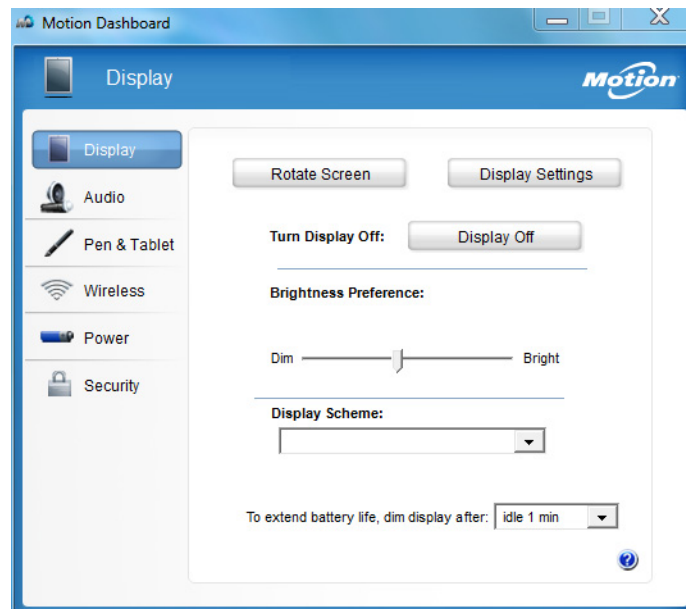 Motion Dashboard
Display
Motion
Display
Audio
Pen & Tablet
Wireless
Power
Security
Rotate Screen Display Settings
Turn Display Off: Display Off
Brightness Preference:
Dim Bright
Display Scheme:
To extend battery life, dim display after: idle 1 min
?